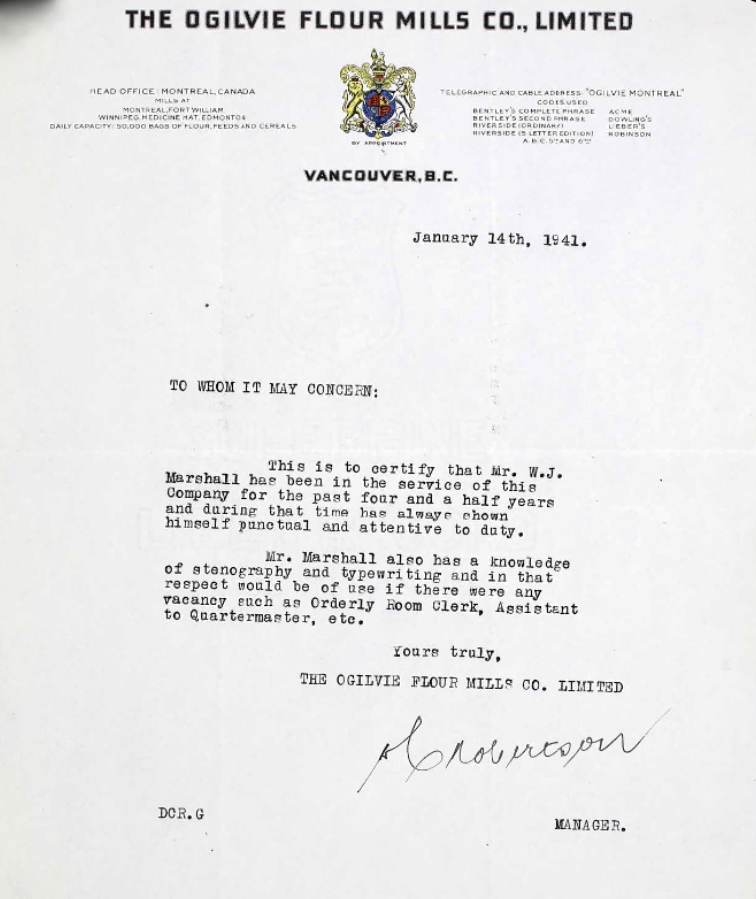 THE OGILVIE FLOUR MILLS CO., LIMITED
HEAD OFFICE: MONTREAL, CANADA
MILLS AT
MONTREAL, FORT WILLIAM
WINNIPEG, MEDICINE HAT, EDMONTON
DAILY CAPACITY: 50,000 BAGS OF FLOUR, FEEDS AND CEREALS
BY APPOINTMENT
TELEGRAPHIC AND CABLE ADDRESS: "OGILVIE MONTREAL"
CODES USED
BENTLEY'S COMPLETE PHRASE ACME
BENTLEY'S SECOND PHRASE DOWLING'S
RIVERSIDE (ORDINARY) LIEBER'S
RIVERSIDE (5 LETTER EDITION) ROBINSON
A.B.C. 5TH AND 6TH
VANCOUVER, B.C.
January 14th, 1941.
TO WHOM IT MAY CONCERN:
This is to certify that Mr. W.J.
Marshall has been in the service of this
Company for the past four and a half years
and during that time has always shown
himself punctual and attentive to duty.
Mr. Marshall also has a knowledge
of stenography and typewriting and in that
respect would be of use if there were any
vacancy such as Orderly Room Clerk, Assistant
to Quartermaster, etc.
Yours truly,
THE OGILVIE FLOUR MILLS CO. LIMITED
Robertson
DCR.G
MANAGER.